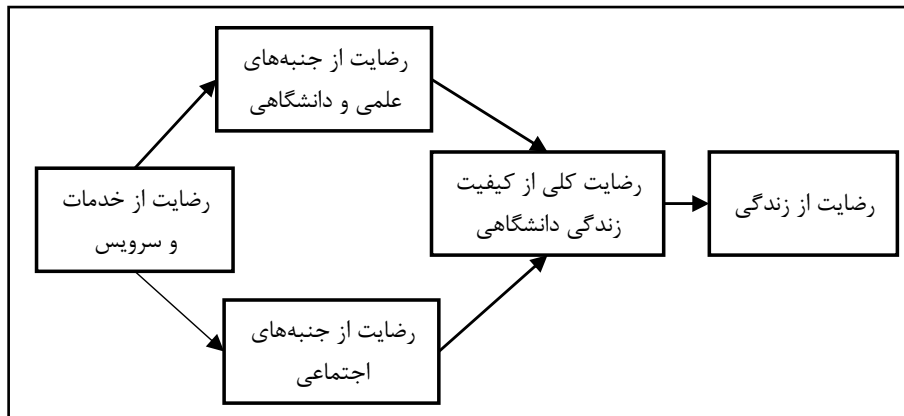 رضایت از جنبه‌های
علمی و دانشگاهی
رضایت از خدمات
و سرویس
رضایت کلی از کیفیت
زندگی دانشگاهی
رضایت از زندگی
رضایت از جنبه‌های
اجتماعی